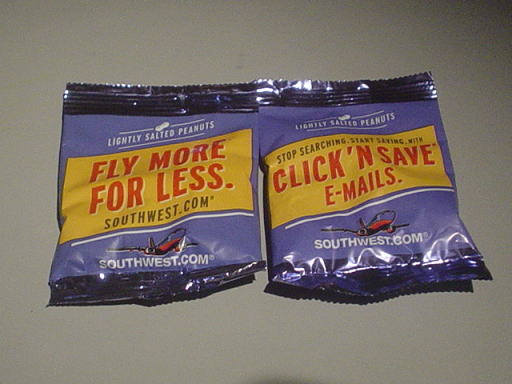 LIGHTLY SALTED PEANUTS
FLY MORE
FOR LESS.
SOUTHWEST.COM®
SOUTHWEST.COM®
LIGHTLY SALTED PEANUTS
STOP SEARCHING. START SAVING. WITH
CLICK'N SAVE®
E-MAILS.
SOUTHWEST.COM®